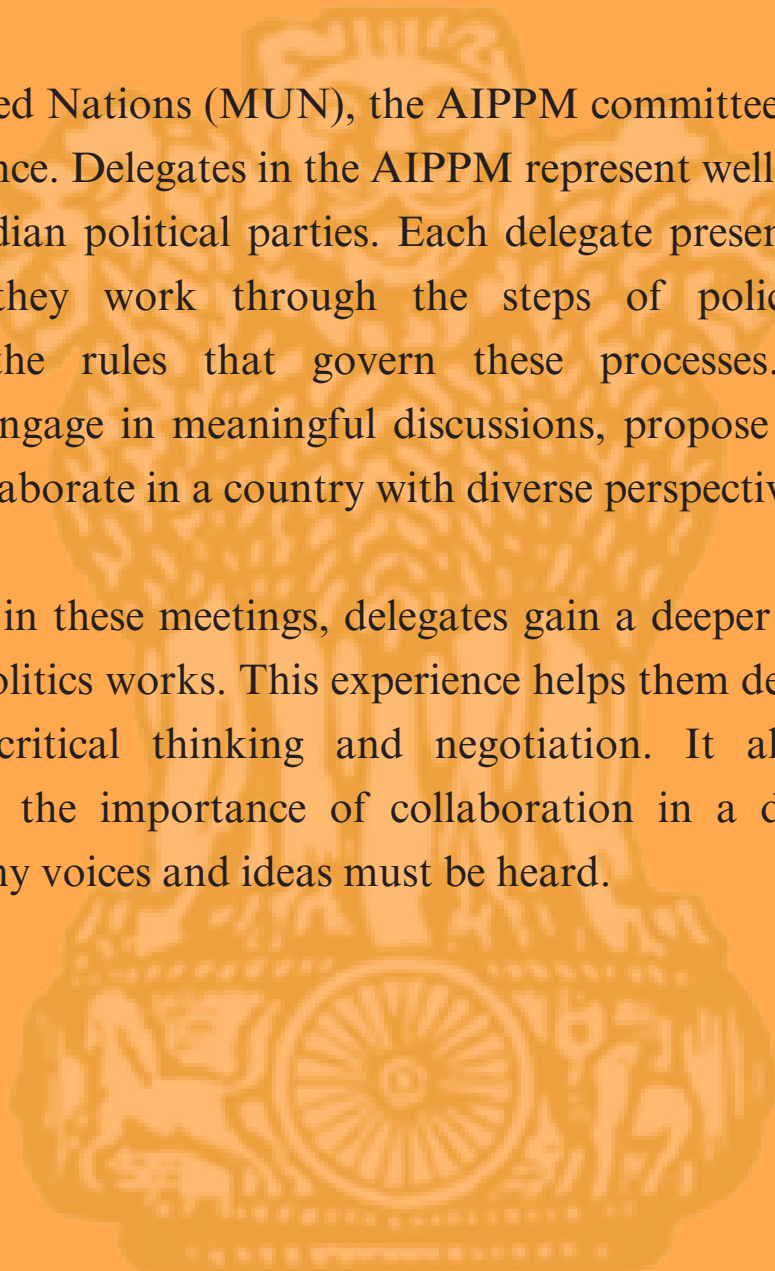 ed Nations (MUN), the AIPPM committee
nce. Delegates in the AIPPM represent well
dian political parties. Each delegate presen
they work through the steps of polic
the rules that govern these processes.
ngage in meaningful discussions, propose
laborate in a country with diverse perspectiv
in these meetings, delegates gain a deeper
olitics works. This experience helps them de
critical thinking and negotiation. It al
the importance of collaboration in a d
ny voices and ideas must be heard.